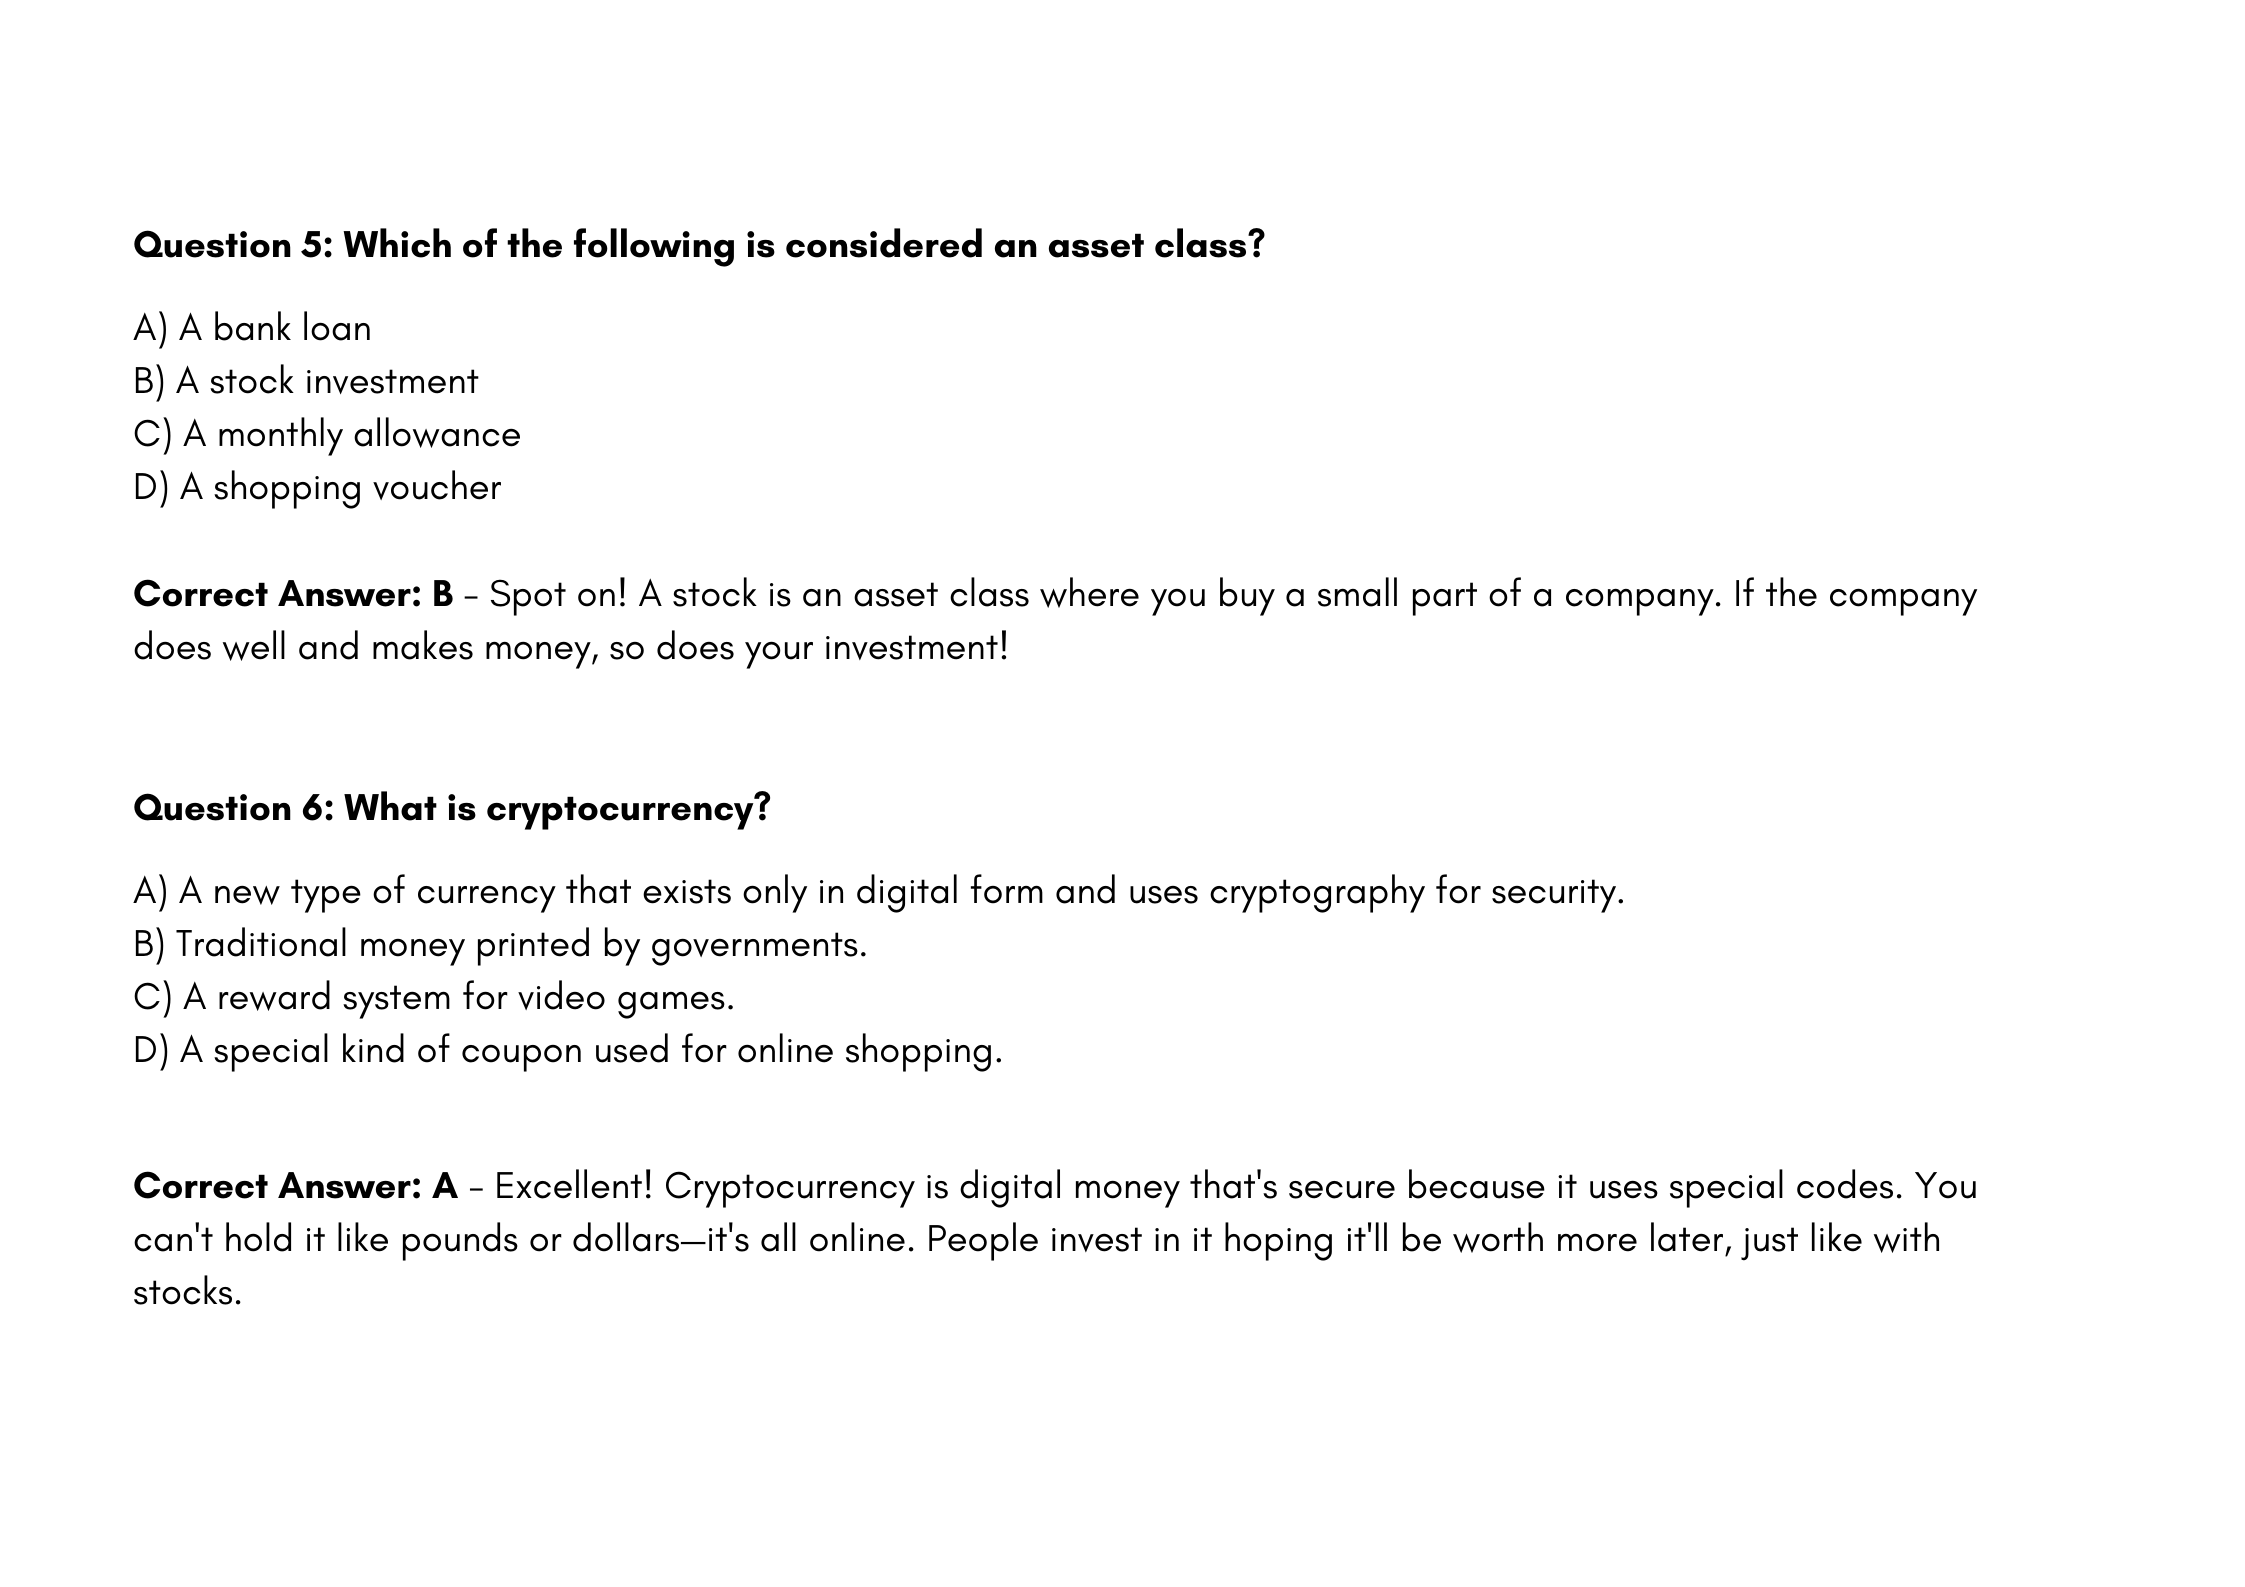 Question 5: Which of the following is considered an asset class?
A) A bank loan
B) A stock investment
C) A monthly allowance
D) A shopping voucher
Correct Answer: B - Spot on! A stock is an asset class where you buy a small part of a company. If the company
does well and makes money, so does your investment!
Question 6: What is cryptocurrency?
A) A new type of currency that exists only in digital form and uses cryptography for security.
B) Traditional money printed by governments.
C) A reward system for video games.
D) A special kind of coupon used for online shopping.
Correct Answer: A - Excellent! Cryptocurrency is digital money that's secure because it uses special codes. You
can't hold it like pounds or dollars—it's all online. People invest in it hoping it'll be worth more later, just like with
stocks.